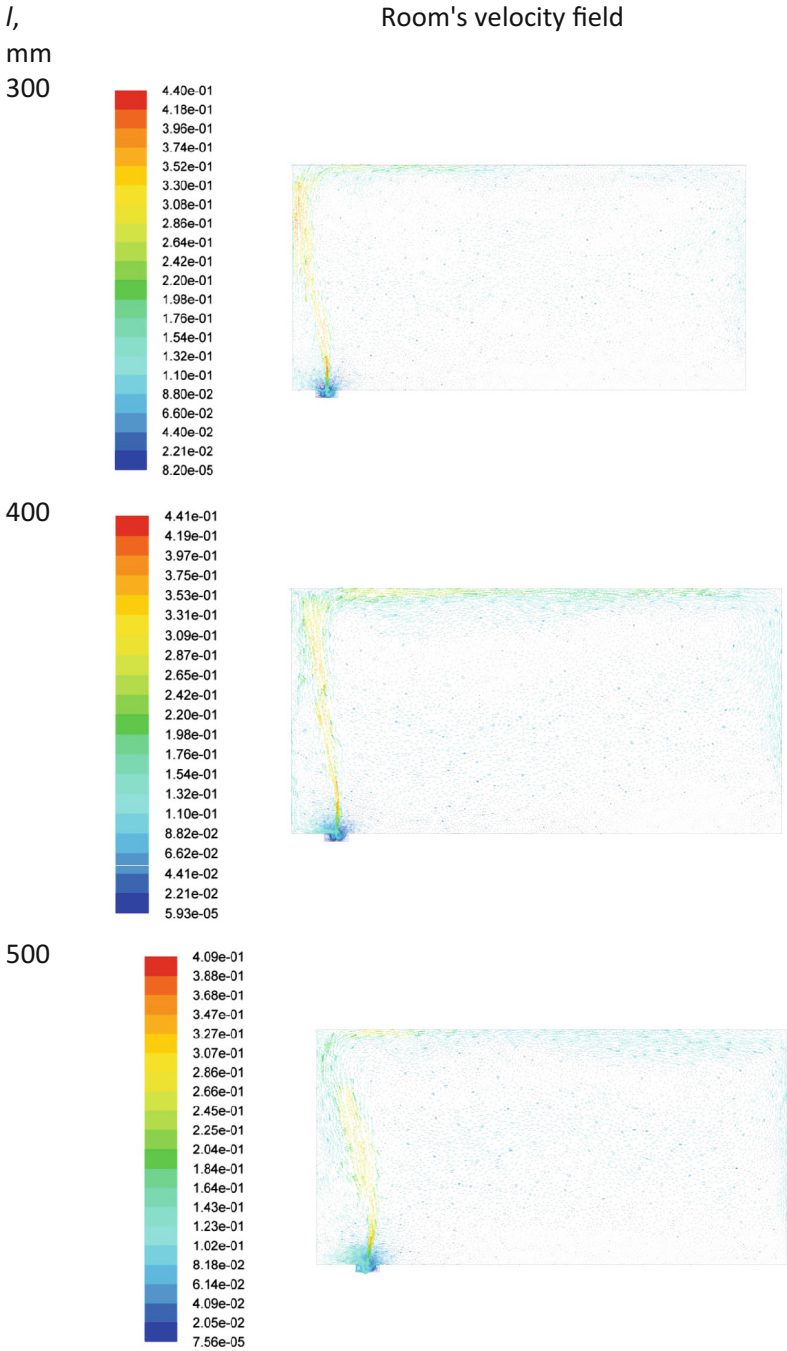 l,
Room's velocity field
mm
300
4.40e-01
4.18e-01
3.96e-01
3.74e-01
3.52e-01
3.30e-01
3.08e-01
2.86e-01
2.64e-01
2.42e-01
2.20e-01
1.98e-01
1.76e-01
1.54e-01
1.32e-01
1.10e-01
8.80e-02
6.60e-02
4.40e-02
2.21e-02
8.20e-05
400
4.41e-01
4.19e-01
3.97e-01
3.75e-01
3.53e-01
3.31e-01
3.09e-01
2.87e-01
2.65e-01
2.42e-01
2.20e-01
1.98e-01
1.76e-01
1.54e-01
1.32e-01
1.10e-01
8.82e-02
6.62e-02
4.41e-02
2.21e-02
5.93e-05
500
4.09e-01
3.88e-01
3.68e-01
3.47e-01
3.27e-01
3.07e-01
2.86e-01
2.66e-01
2.45e-01
2.25e-01
2.04e-01
1.84e-01
1.64e-01
1.43e-01
1.23e-01
1.02e-01
8.18e-02
6.14e-02
4.09e-02
2.05e-02
7.56e-05